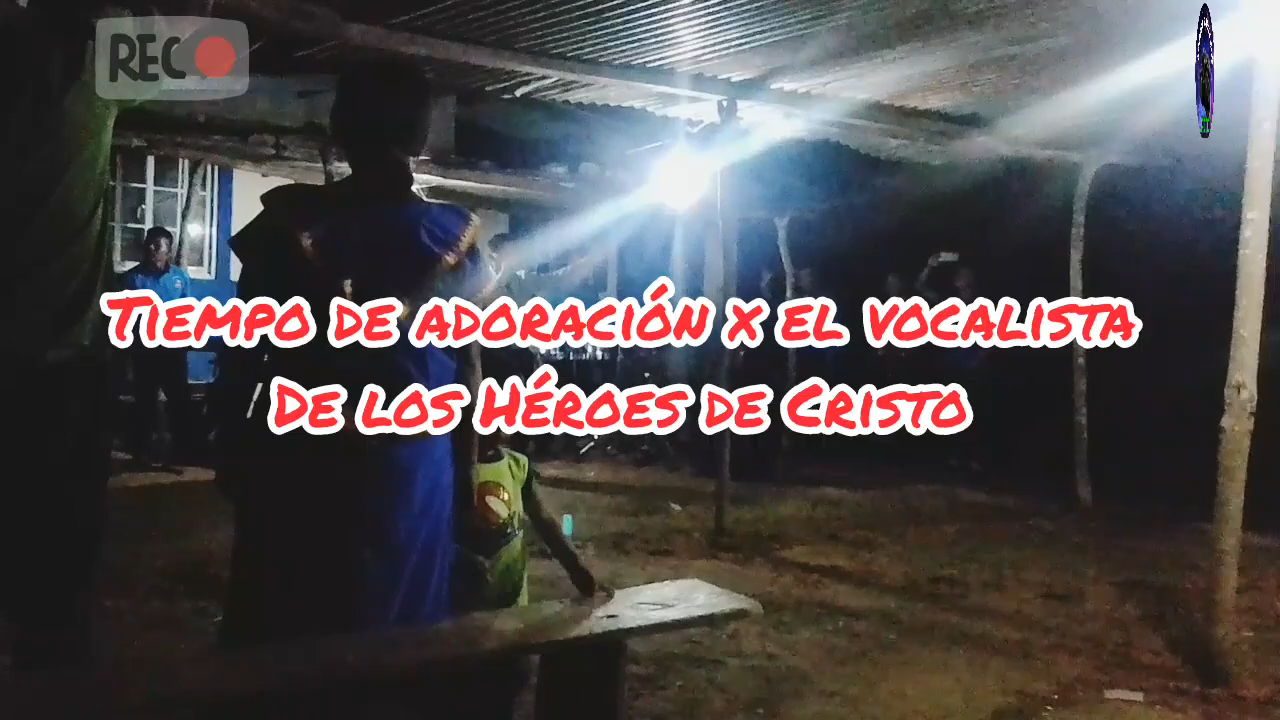 REC
Tiempo de adoración x el vocalista
De los Héroes de Cristo